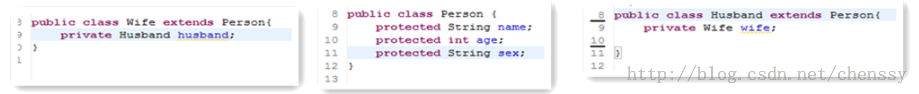 8 public class Wife extends Person{
9 private Husband husband;
0 }
1
8 public class Person {
9 protected String name;
10 protected int age;
11 protected String sex;
12 }
13
8 public class Husband extends Person{
9 private Wife wife;
10
11 }
12
http://blog.csdn.net/chenssy